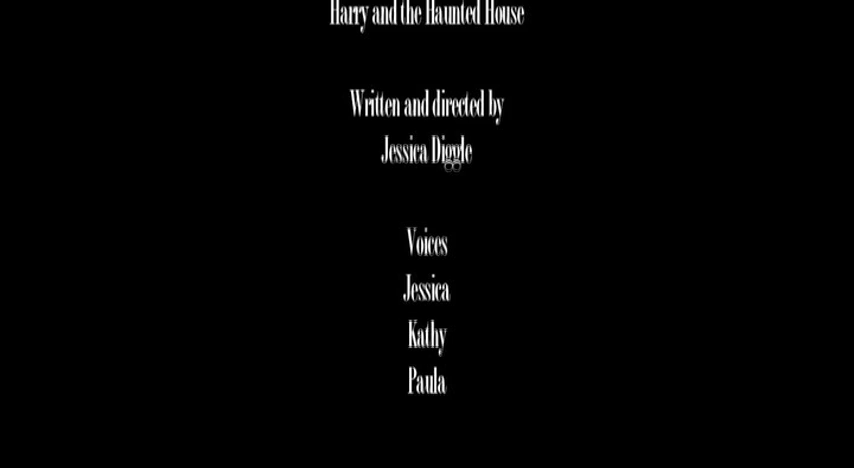 Harry and the Haunted House
Written and directed by
Jessica Diggle
Voices
Jessica
Kathy
Paula